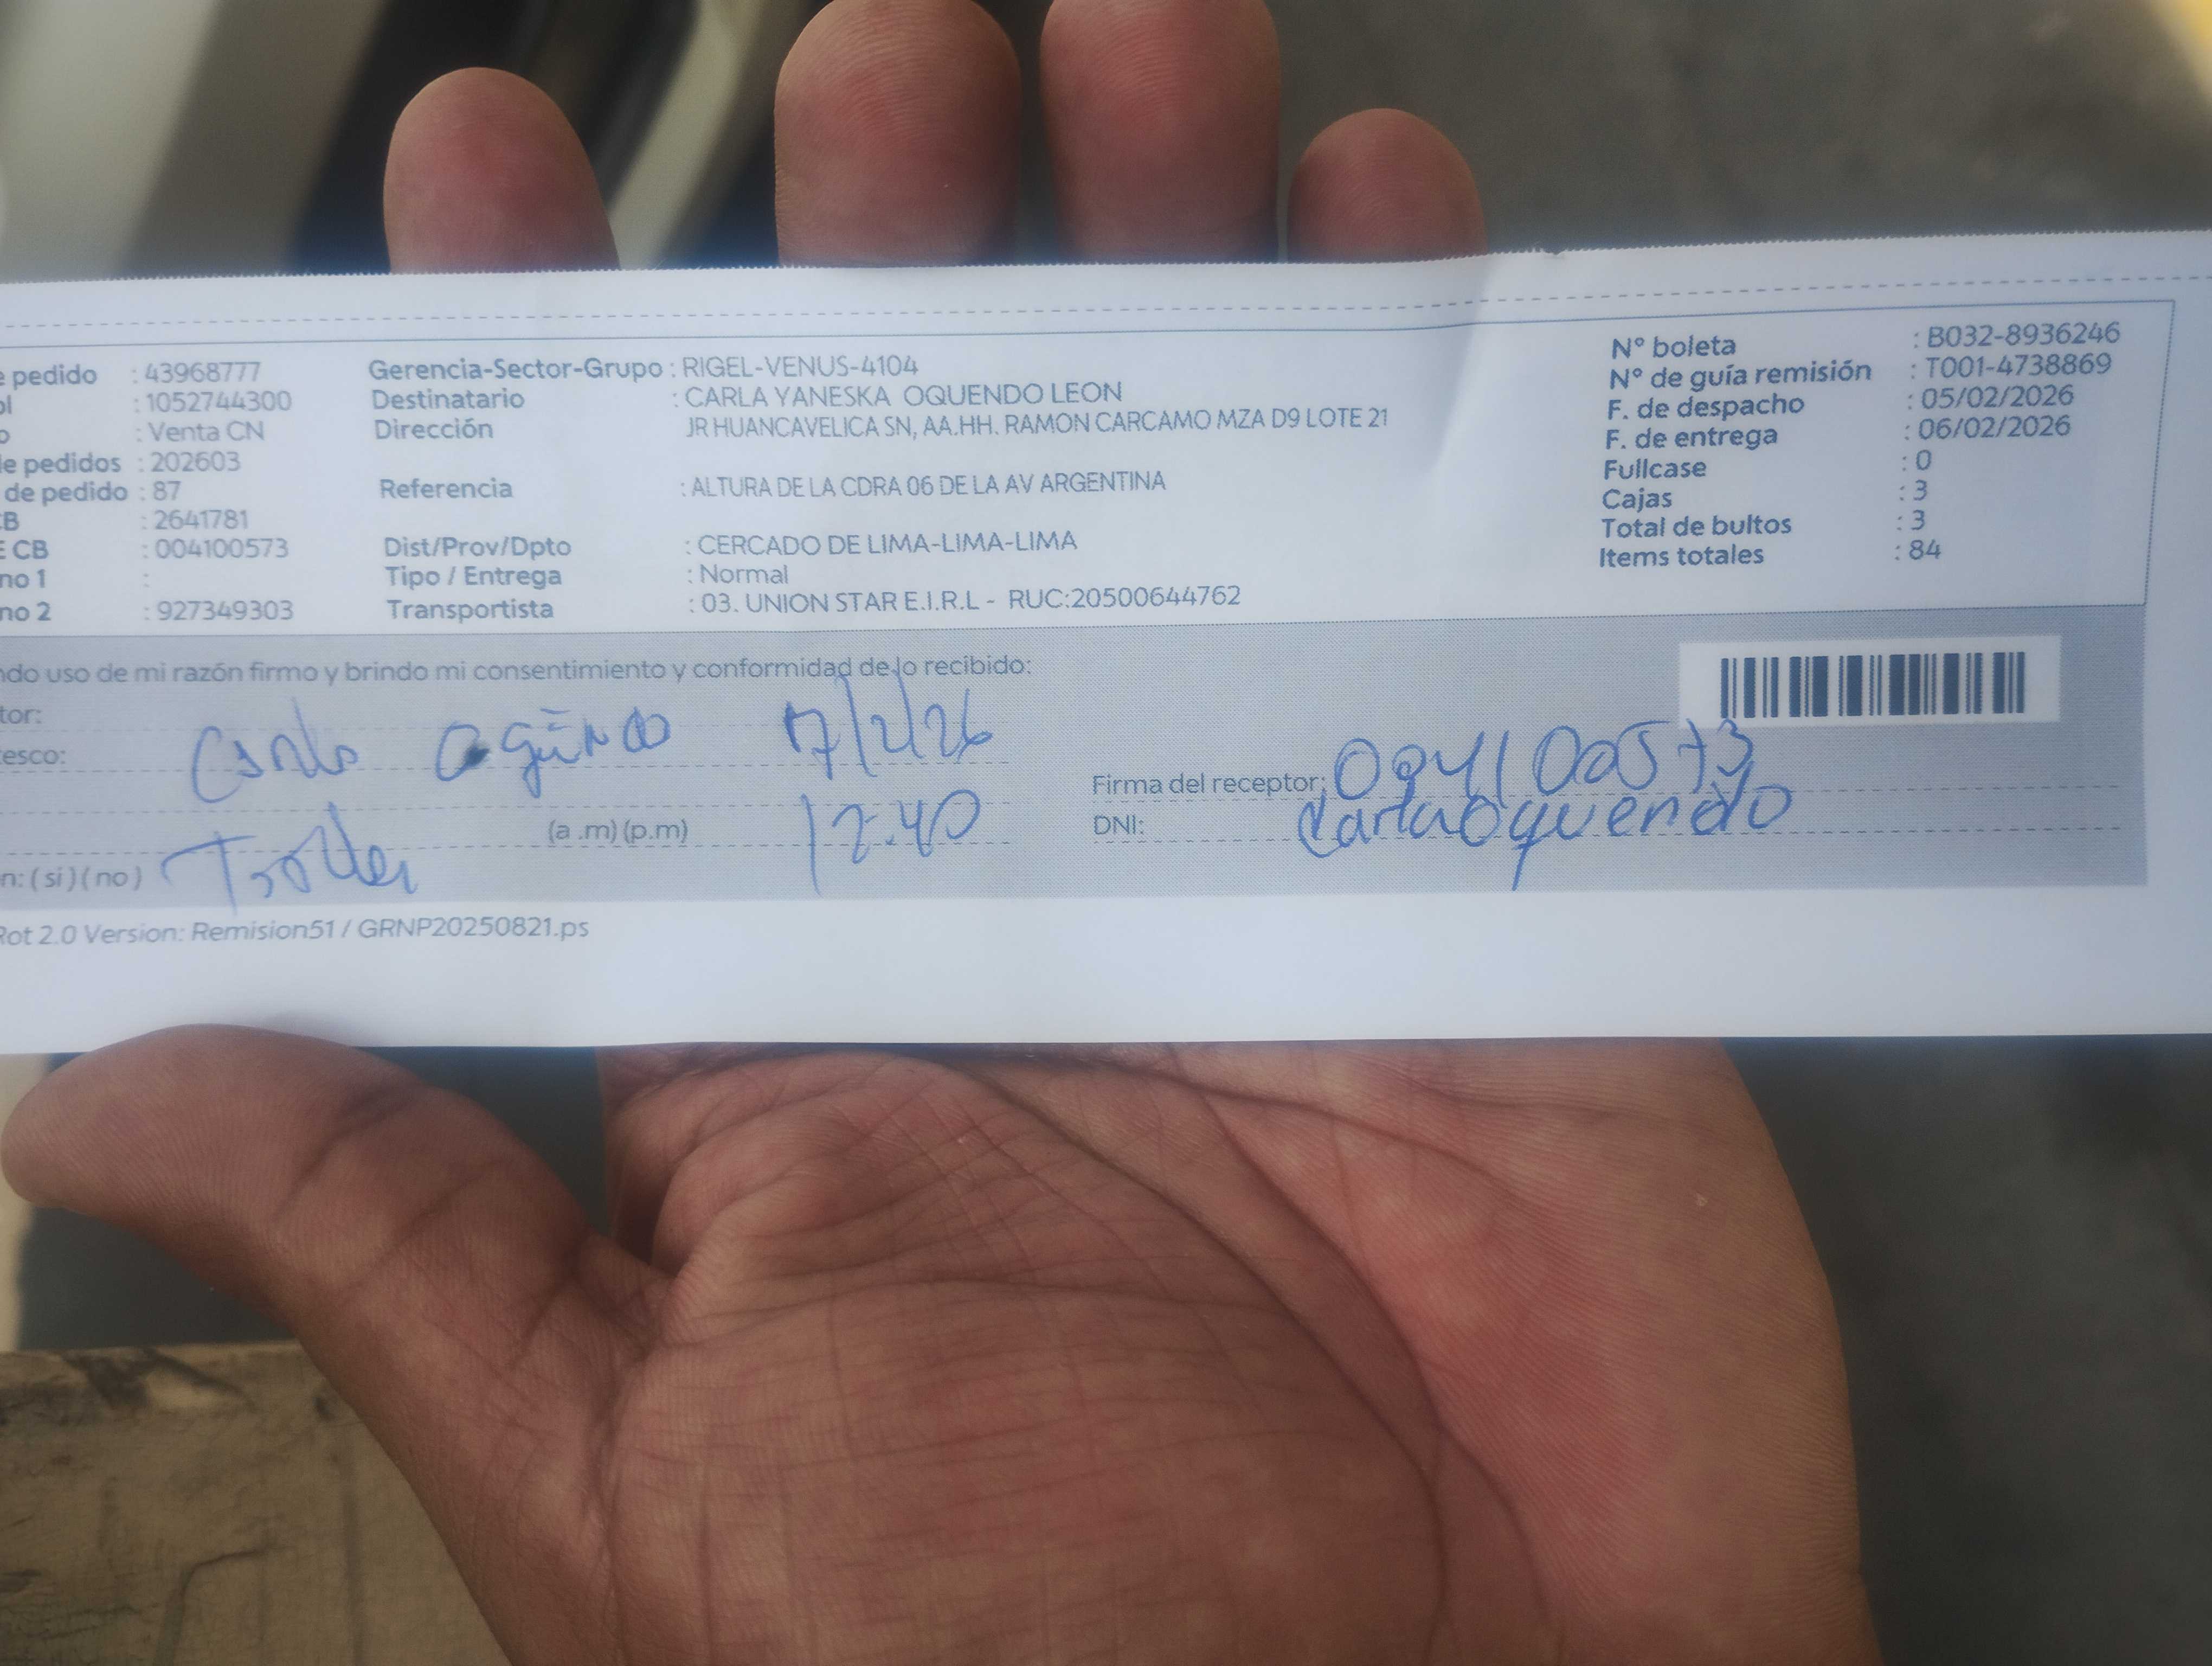 e pedido : 43968777 Gerencia-Sector-Grupo : RIGEL-VENUS-4104 N° boleta : B032-8936246
ol : 1052744300 Destinatario : CARLA YANESKA OQUENDO LEON N° de guía remisión : T001-4738869
o : Venta CN Dirección JR HUANCAVELICA SN, AA.HH. RAMON CARCAMO MZA D9 LOTE 21 F. de despacho : 05/02/2026
e pedidos : 202603 F. de entrega : 06/02/2026
de pedido : 87 Referencia : ALTURA DE LA CDRA 06 DE LA AV ARGENTINA Fullcase : 0
CB : 2641781 Cajas : 3
E CB : 004100573 Dist/Prov/Dpto : CERCADO DE LIMA-LIMA-LIMA Total de bultos : 3
no 1 : Tipo / Entrega : Normal Items totales : 84
no 2 : 927349303 Transportista : 03. UNION STAR E.I.R.L - RUC:20500644762
ndo uso de mi razón firmo y brindo mi consentimiento y conformidad de lo recibido:
tor:
esco: 17/2/26
Firma del receptor:
(a .m) (p.m) 12:40 DNI: Carla Oquendo
n: (si) (no)
Rot 2.0 Version: Remision51 / GRNP20250821.ps